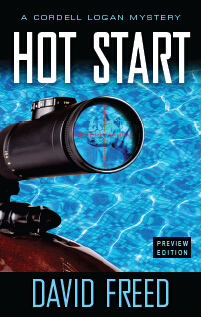 A CORDELL LOGAN MYSTERY
HOT START
PREVIEW
EDITION
DAVID FREED